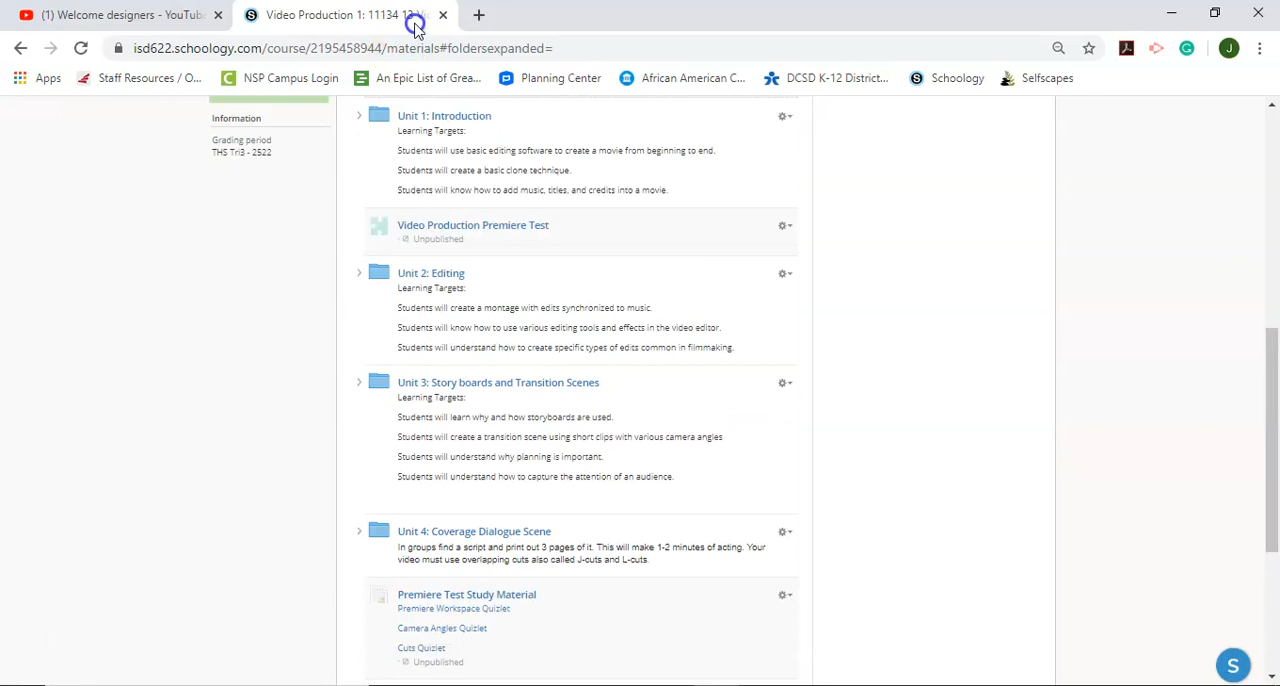 (1) Welcome designers - YouTube
Video Production 1: 11134 12 Vi
isd622.schoology.com/course/2195458944/materials#foldersexpanded=
J
Apps
Staff Resources / O...
NSP Campus Login
An Epic List of Grea...
Planning Center
African American C...
DCSD K-12 District...
Schoology
Selfscapes
Information
Grading period
THS Tri3 - 2522
Unit 1: Introduction
Learning Targets:
Students will use basic editing software to create a movie from beginning to end.
Students will create a basic clone technique.
Students will know how to add music, titles, and credits into a movie.
Video Production Premiere Test
· Unpublished
Unit 2: Editing
Learning Targets:
Students will create a montage with edits synchronized to music.
Students will know how to use various editing tools and effects in the video editor.
Students will understand how to create specific types of edits common in filmmaking.
Unit 3: Story boards and Transition Scenes
Learning Targets:
Students will learn why and how storyboards are used.
Students will create a transition scene using short clips with various camera angles
Students will understand why planning is important.
Students will understand how to capture the attention of an audience.
Unit 4: Coverage Dialogue Scene
In groups find a script and print out 3 pages of it. This will make 1-2 minutes of acting. Your
video must use overlapping cuts also called J-cuts and L-cuts.
Premiere Test Study Material
Premiere Workspace Quizlet
Camera Angles Quizlet
Cuts Quizlet
· Unpublished
S